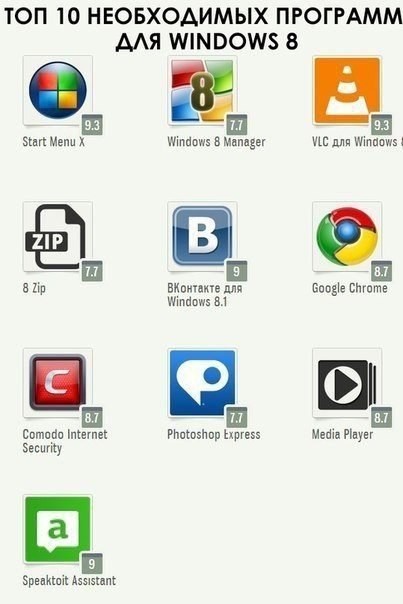 ТОП 10 НЕОБХОДИМЫХ ПРОГРАММ
ДЛЯ WINDOWS 8
8
9.3
7.7
9.3
Start Menu X
Windows 8 Manager
VLC для Windows
ZIP
B
7.7
9
8.7
8 Zip
ВКонтакте для
Windows 8.1
Google Chrome
C
P
8.7
7.7
8.7
Comodo Internet
Security
Photoshop Express
Media Player
a
9
Speaktoit Assistant